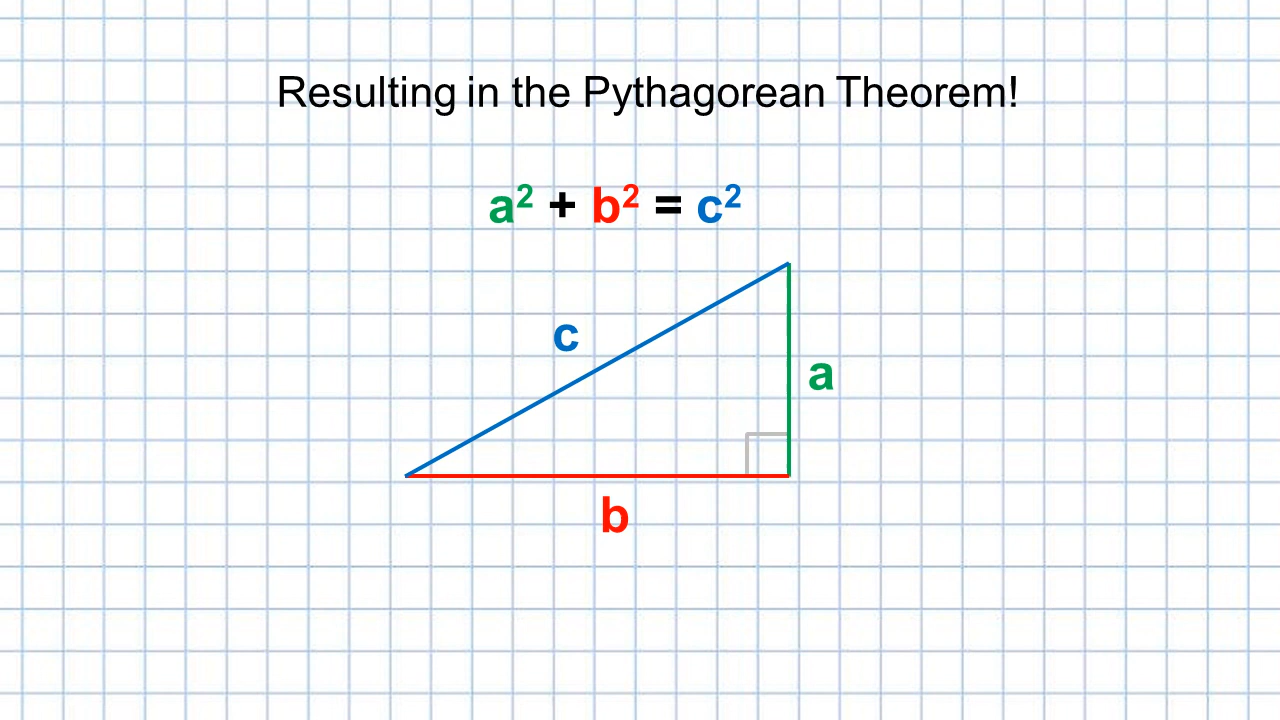 Resulting in the Pythagorean Theorem!
a² + b² = c²
c
a
b